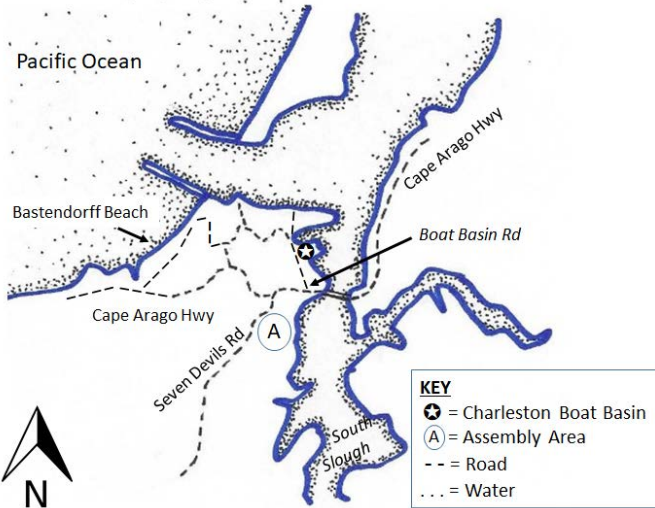 Pacific Ocean
Cape Arago Hwy
Bastendorff Beach
Boat Basin Rd
Cape Arago Hwy
A
Seven Devils Rd
South
Slough
N
KEY
= Charleston Boat Basin
A = Assembly Area
-- = Road
... = Water